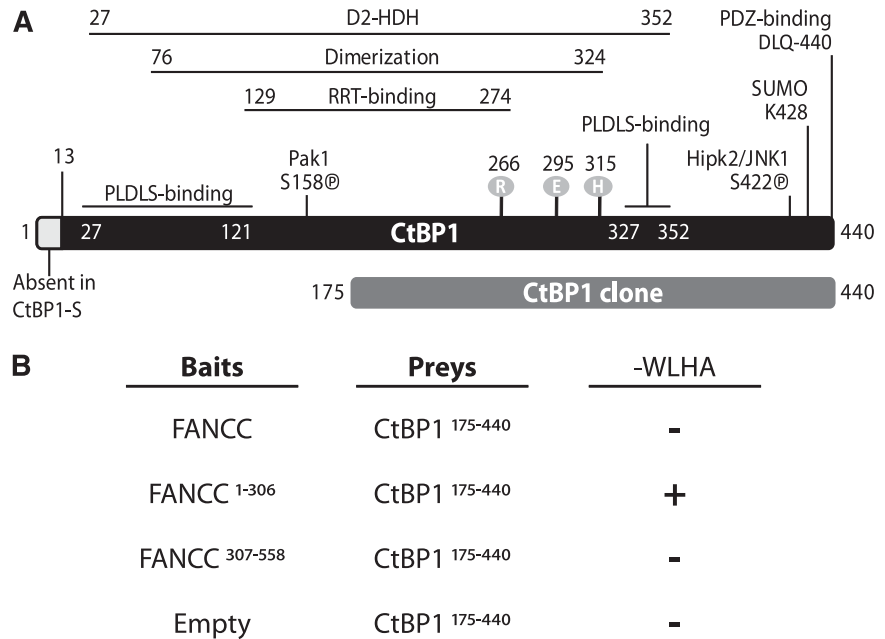 A
27 D2-HDH 352
PDZ-binding
DLQ-440
76 Dimerization 324
129 RRT-binding 274
SUMO
K428
PLDLS-binding
13
Pak1
S158Ⓟ
266 295 315
R E H
Hipk2/JNK1
S422Ⓟ
PLDLS-binding
1 27 121 CtBP1 327 352 440
Absent in
CtBP1-S
175 CtBP1 clone 440
B
Baits Preys -WLHA
FANCC CtBP1 175-440 -
FANCC 1-306 CtBP1 175-440 +
FANCC 307-558 CtBP1 175-440 -
Empty CtBP1 175-440 -